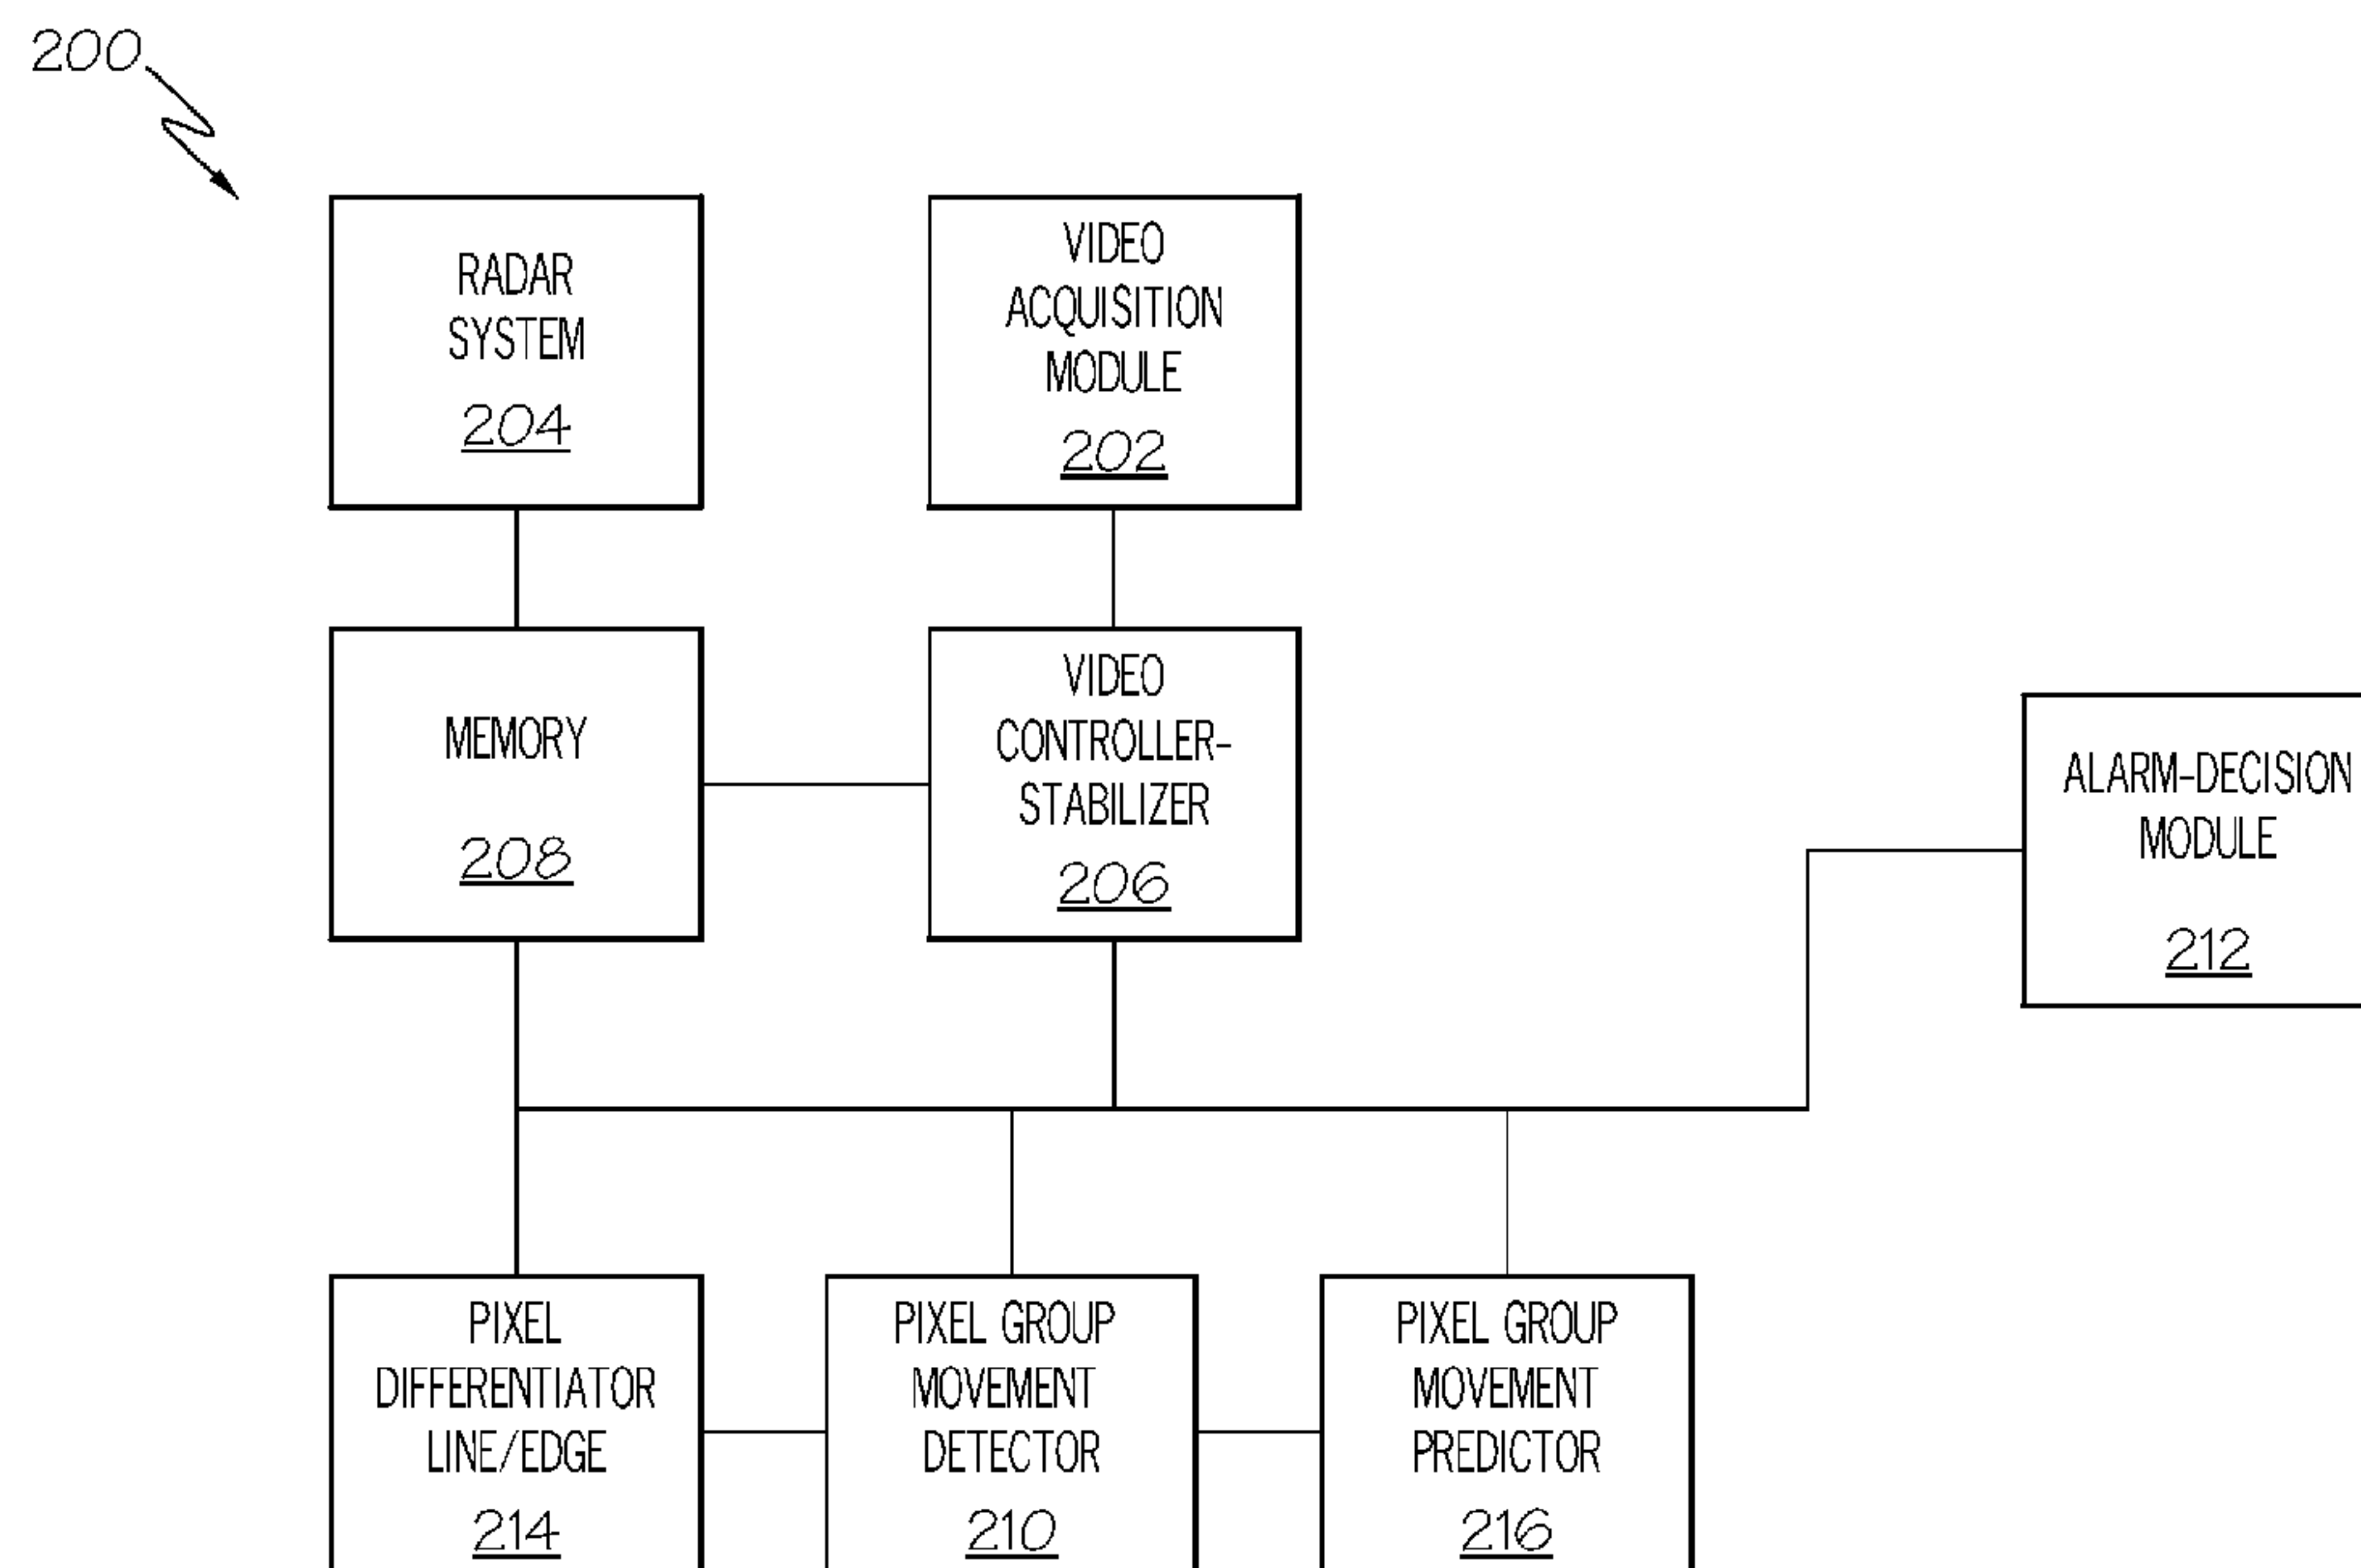 200
RADAR
SYSTEM
204
VIDEO
ACQUISITION
MODULE
202
MEMORY
208
VIDEO
CONTROLLER-
STABILIZER
206
ALARM-DECISION
MODULE
212
PIXEL
DIFFERENTIATOR
LINE/EDGE
214
PIXEL GROUP
MOVEMENT
DETECTOR
210
PIXEL GROUP
MOVEMENT
PREDICTOR
216